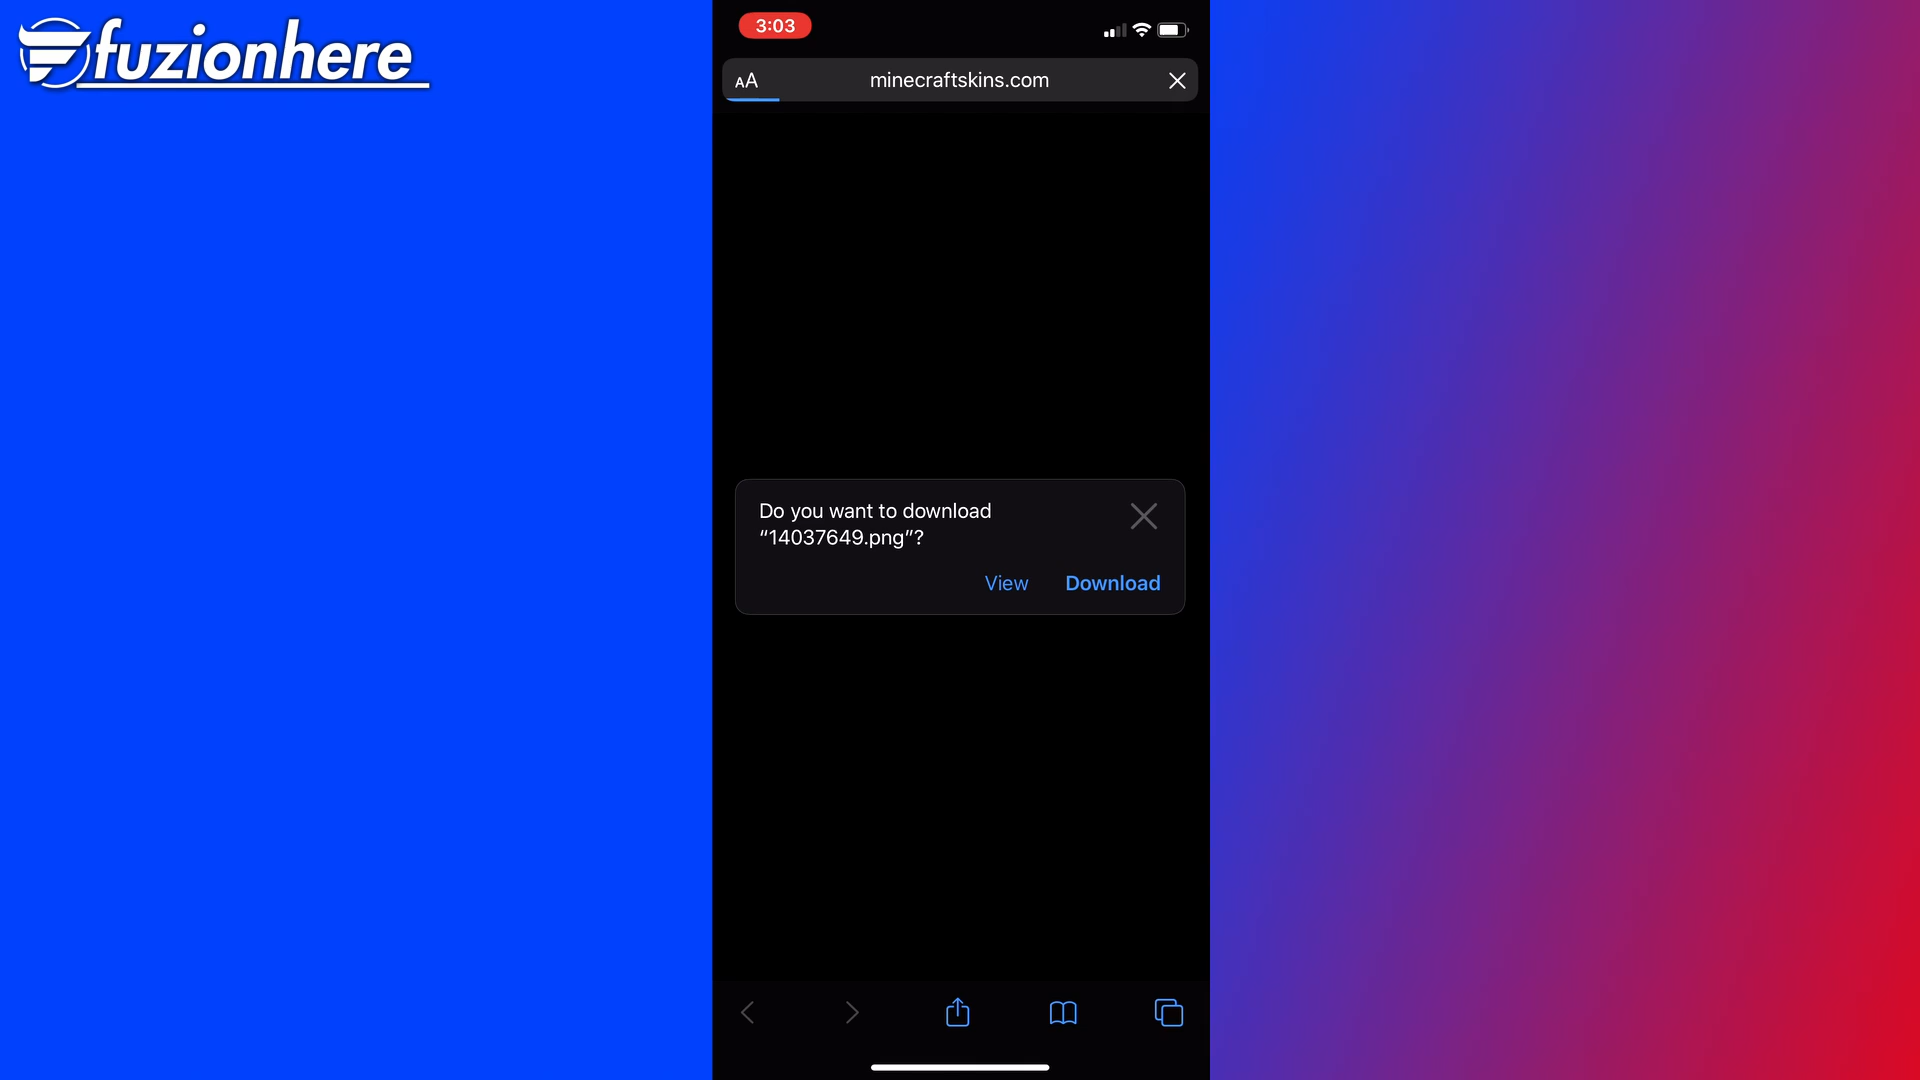 fuzionhere
3:03
AA
minecraftskins.com
Do you want to download
“14037649.png”?
View
Download